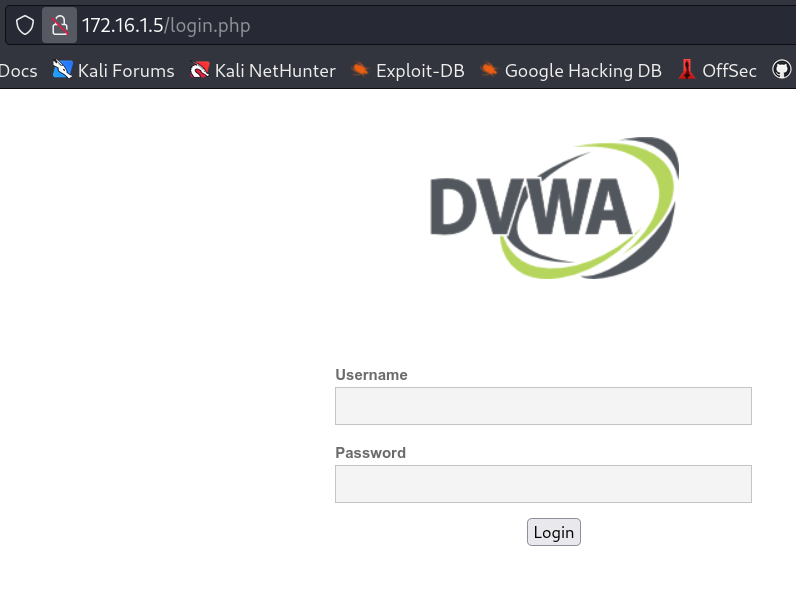 172.16.1.5/login.php
Docs Kali Forums Kali NetHunter Exploit-DB Google Hacking DB OffSec
DVWA
Username
Password
Login